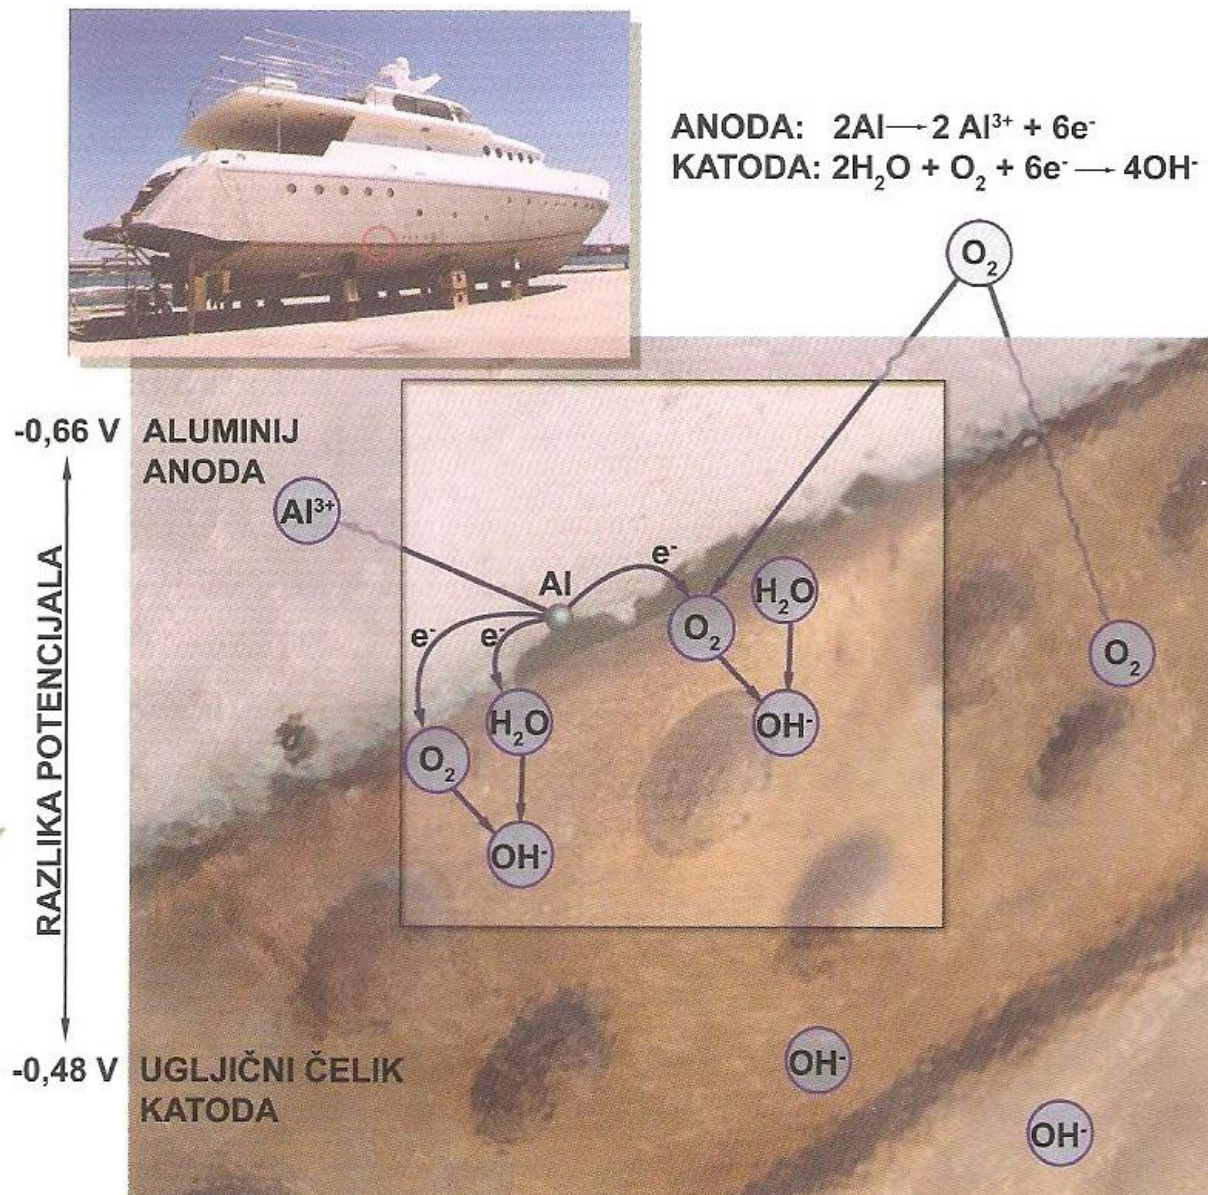 ANODA: 2Al → 2 Al³⁺ + 6e⁻
KATODA: 2H₂O + O₂ + 6e⁻ → 4OH⁻
O₂
-0,66 V ALUMINIJ
ANODA
Al³⁺
e⁻
Al
H₂O
e⁻
e⁻
O₂
O₂
H₂O
OH⁻
O₂
OH⁻
RAZLIKA POTENCIJALA
-0,48 V UGLJIČNI ČELIK
KATODA
OH⁻
OH⁻